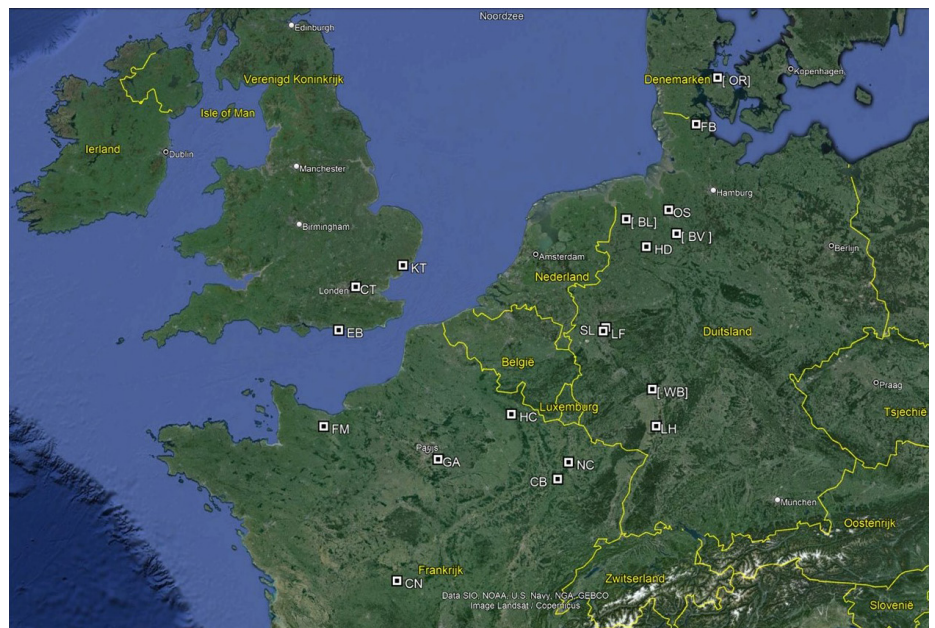 Noordzee
Edinburgh
Verenigd Koninkrijk
Denemarken
[ OR]
Kopenhagen
Isle of Man
FB
Ierland
Dublin
Manchester
Hamburg
OS
[ BL]
Birmingham
[ BV ]
HD
Berlijn
Amsterdam
KT
Nederland
Londen
CT
EB
SL
LF
Duitsland
België
Praag
[ WB]
Luxemburg
Tsjechië
HC
FM
LH
Parijs
GA
NC
CB
München
Oostenrijk
Frankrijk
CN
Zwitserland
Data SIO, NOAA, U.S. Navy, NGA, GEBCO
Image Landsat / Copernicus
Slovenië